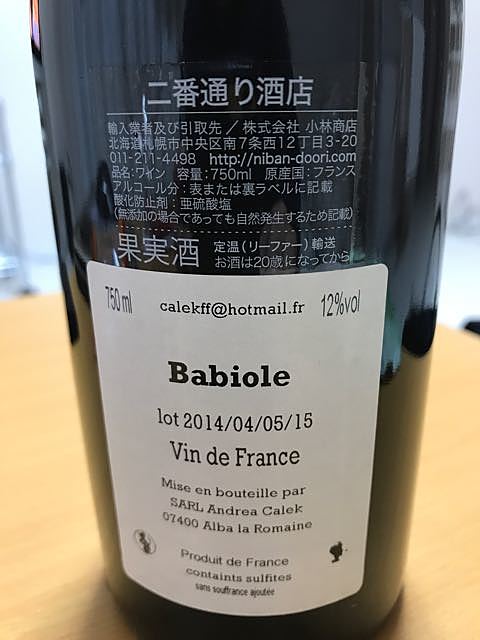 二番通り酒店
輸入業者及び引取先／株式会社 小林商店
北海道札幌市中央区南7条西12丁目3-20
011-211-4498 http://niban-doori.com
品名：ワイン 容量：750ml 原産国：フランス
アルコール分：表または裏ラベルに記載
酸化防止剤：亜硫酸塩
（無添加の場合であっても自然発生するため記載）
果実酒 定温（リーファー）輸送
お酒は20歳になってから
750 ml calekff@hotmail.fr 12%vol
Babiole
lot 2014/04/05/15
Vin de France
Mise en bouteille par
SARL Andrea Calek
07400 Alba la Romaine
Produit de France
containts sulfites
sans souffrance ajoutée